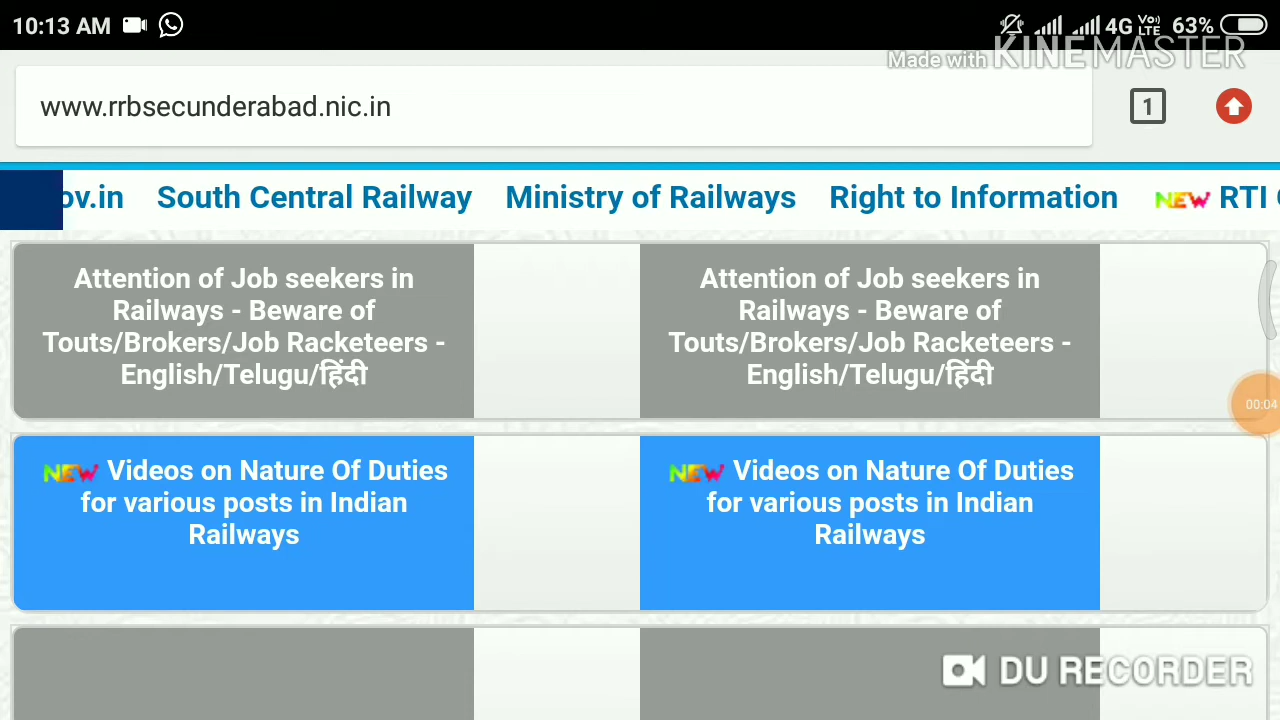 10:13 AM
4G Vo) LTE 63%
Made with KINEMASTER
www.rrbsecunderabad.nic.in
1
ov.in South Central Railway Ministry of Railways Right to Information NEW RTI
Attention of Job seekers in
Railways - Beware of
Touts/Brokers/Job Racketeers -
English/Telugu/हिंदी
Attention of Job seekers in
Railways - Beware of
Touts/Brokers/Job Racketeers -
English/Telugu/हिंदी
00:04
NEW Videos on Nature Of Duties
for various posts in Indian
Railways
NEW Videos on Nature Of Duties
for various posts in Indian
Railways
DU RECORDER